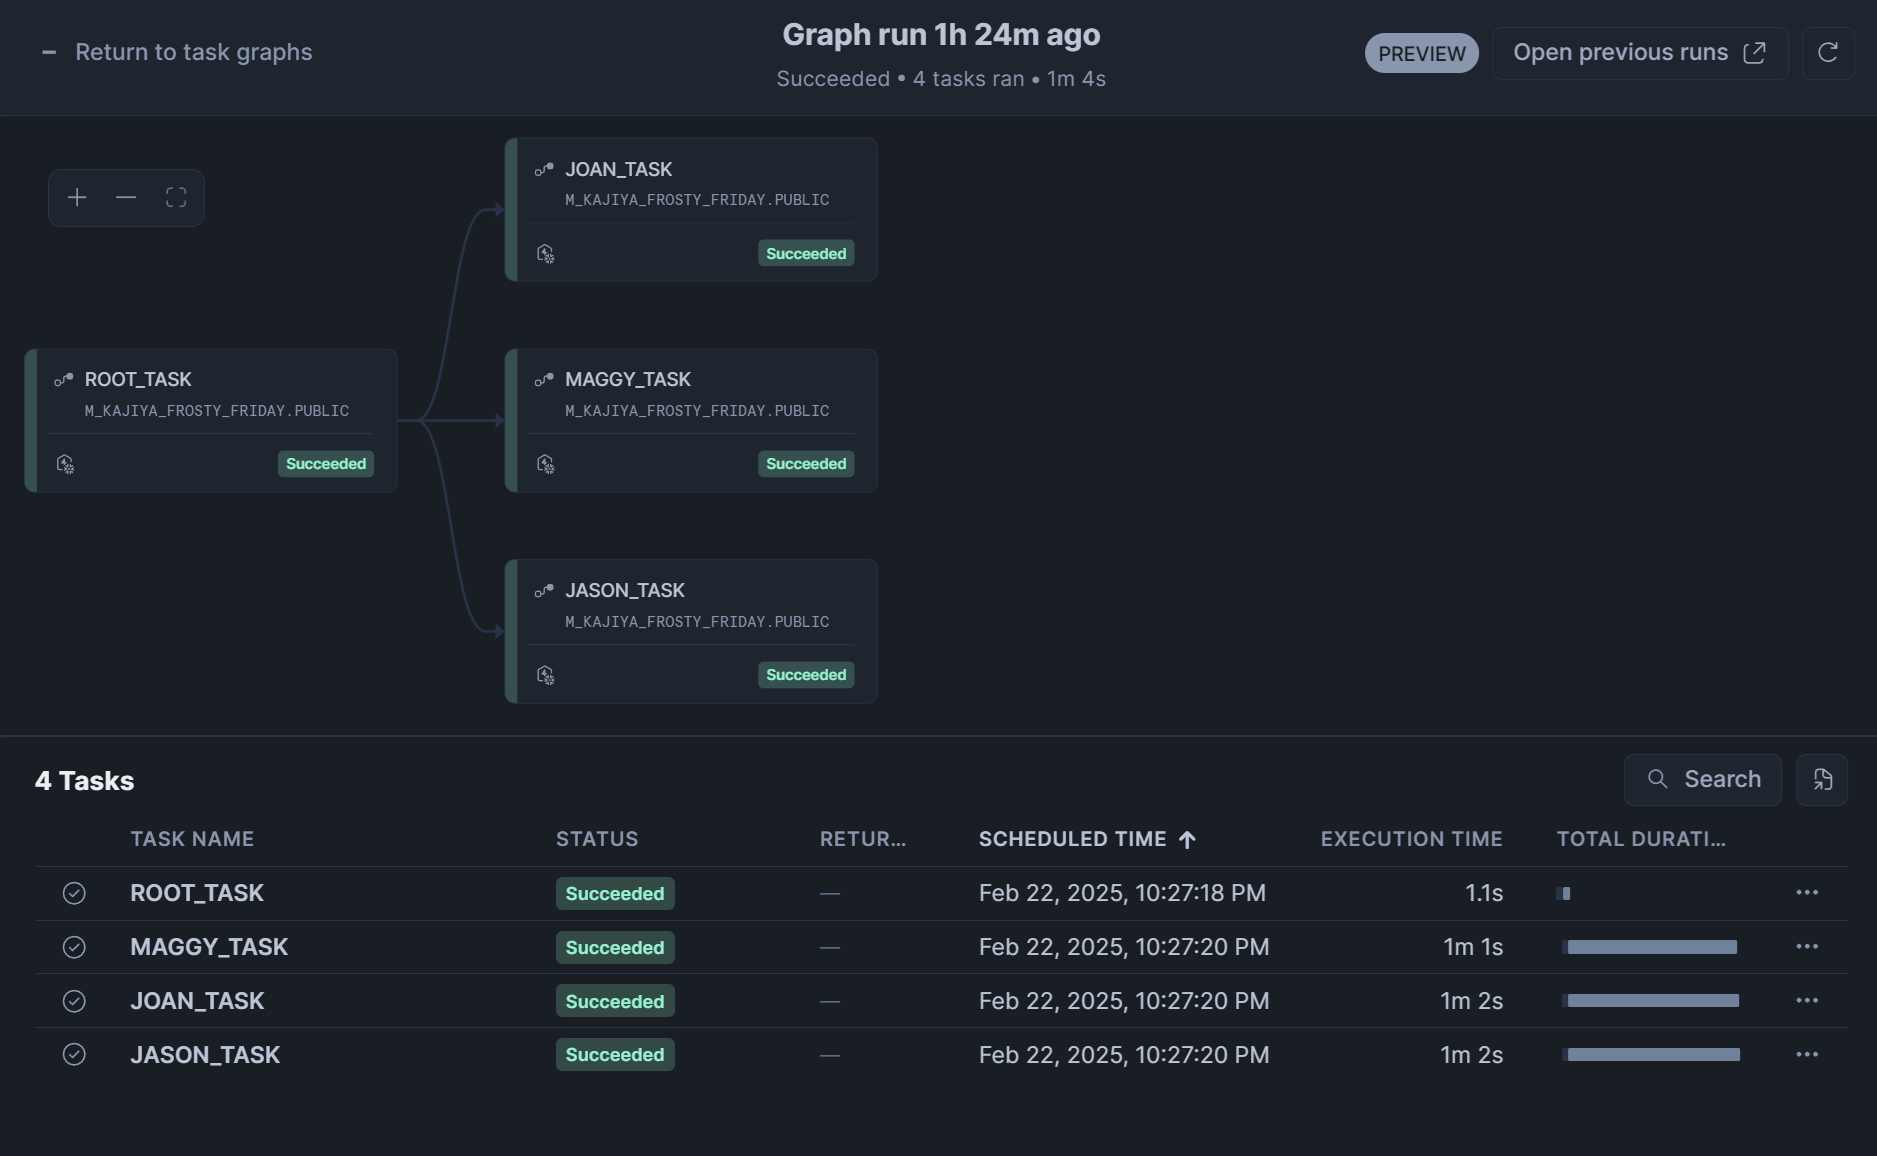 Return to task graphs
Graph run 1h 24m ago
Succeeded • 4 tasks ran • 1m 4s
PREVIEW
Open previous runs
JOAN_TASK
M_KAJIYA_FROSTY_FRIDAY.PUBLIC
Succeeded
ROOT_TASK
M_KAJIYA_FROSTY_FRIDAY.PUBLIC
Succeeded
MAGGY_TASK
M_KAJIYA_FROSTY_FRIDAY.PUBLIC
Succeeded
JASON_TASK
M_KAJIYA_FROSTY_FRIDAY.PUBLIC
Succeeded
4 Tasks
Search
TASK NAME STATUS RETUR... SCHEDULED TIME EXECUTION TIME TOTAL DURATI...
ROOT_TASK Succeeded — Feb 22, 2025, 10:27:18 PM 1.1s
MAGGY_TASK Succeeded — Feb 22, 2025, 10:27:20 PM 1m 1s
JOAN_TASK Succeeded — Feb 22, 2025, 10:27:20 PM 1m 2s
JASON_TASK Succeeded — Feb 22, 2025, 10:27:20 PM 1m 2s